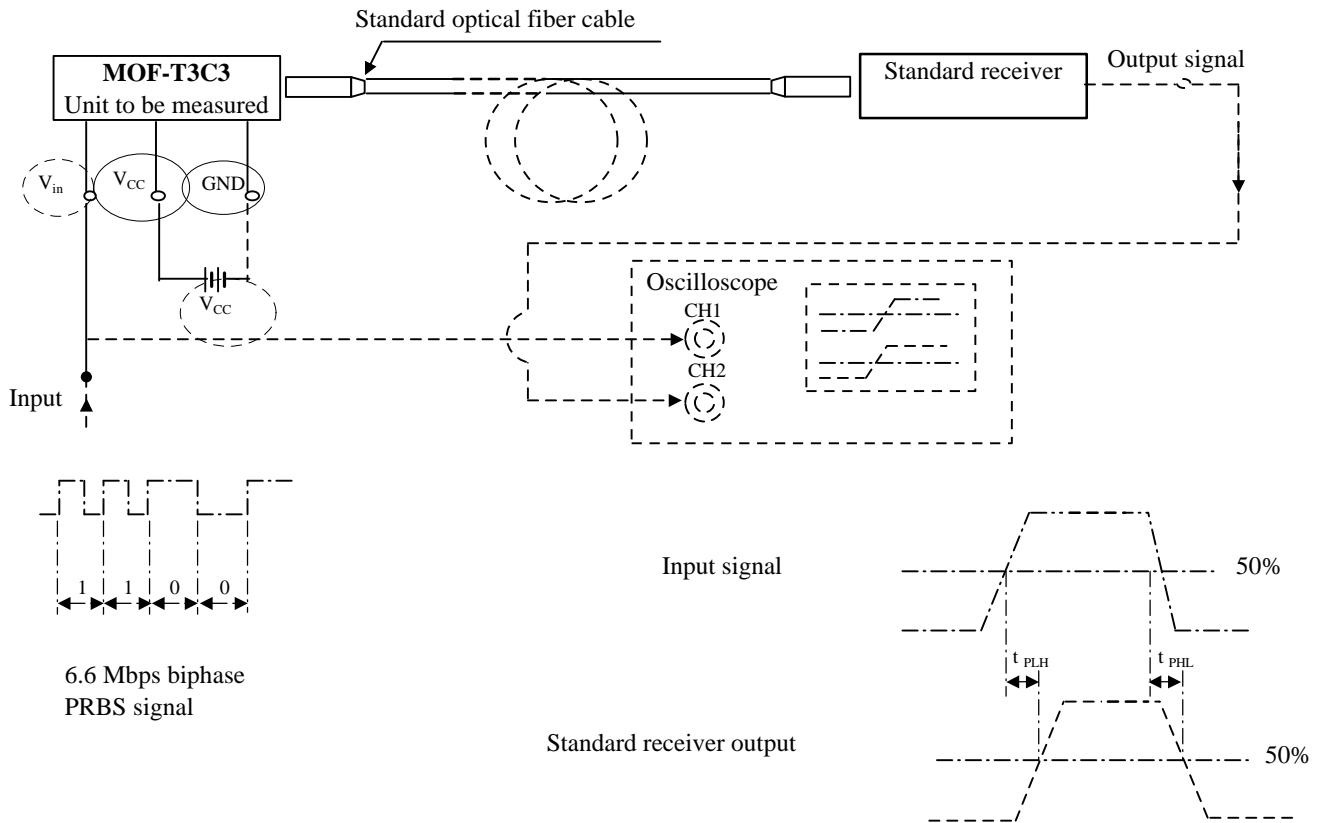 Standard optical fiber cable
MOF-T3C3
Unit to be measured
Standard receiver
Output signal
Vin
VCC
GND
VCC
Oscilloscope
CH1
CH2
Input
1 1 0 0
6.6 Mbps biphase
PRBS signal
Input signal
50%
t PLH
t PHL
Standard receiver output
50%